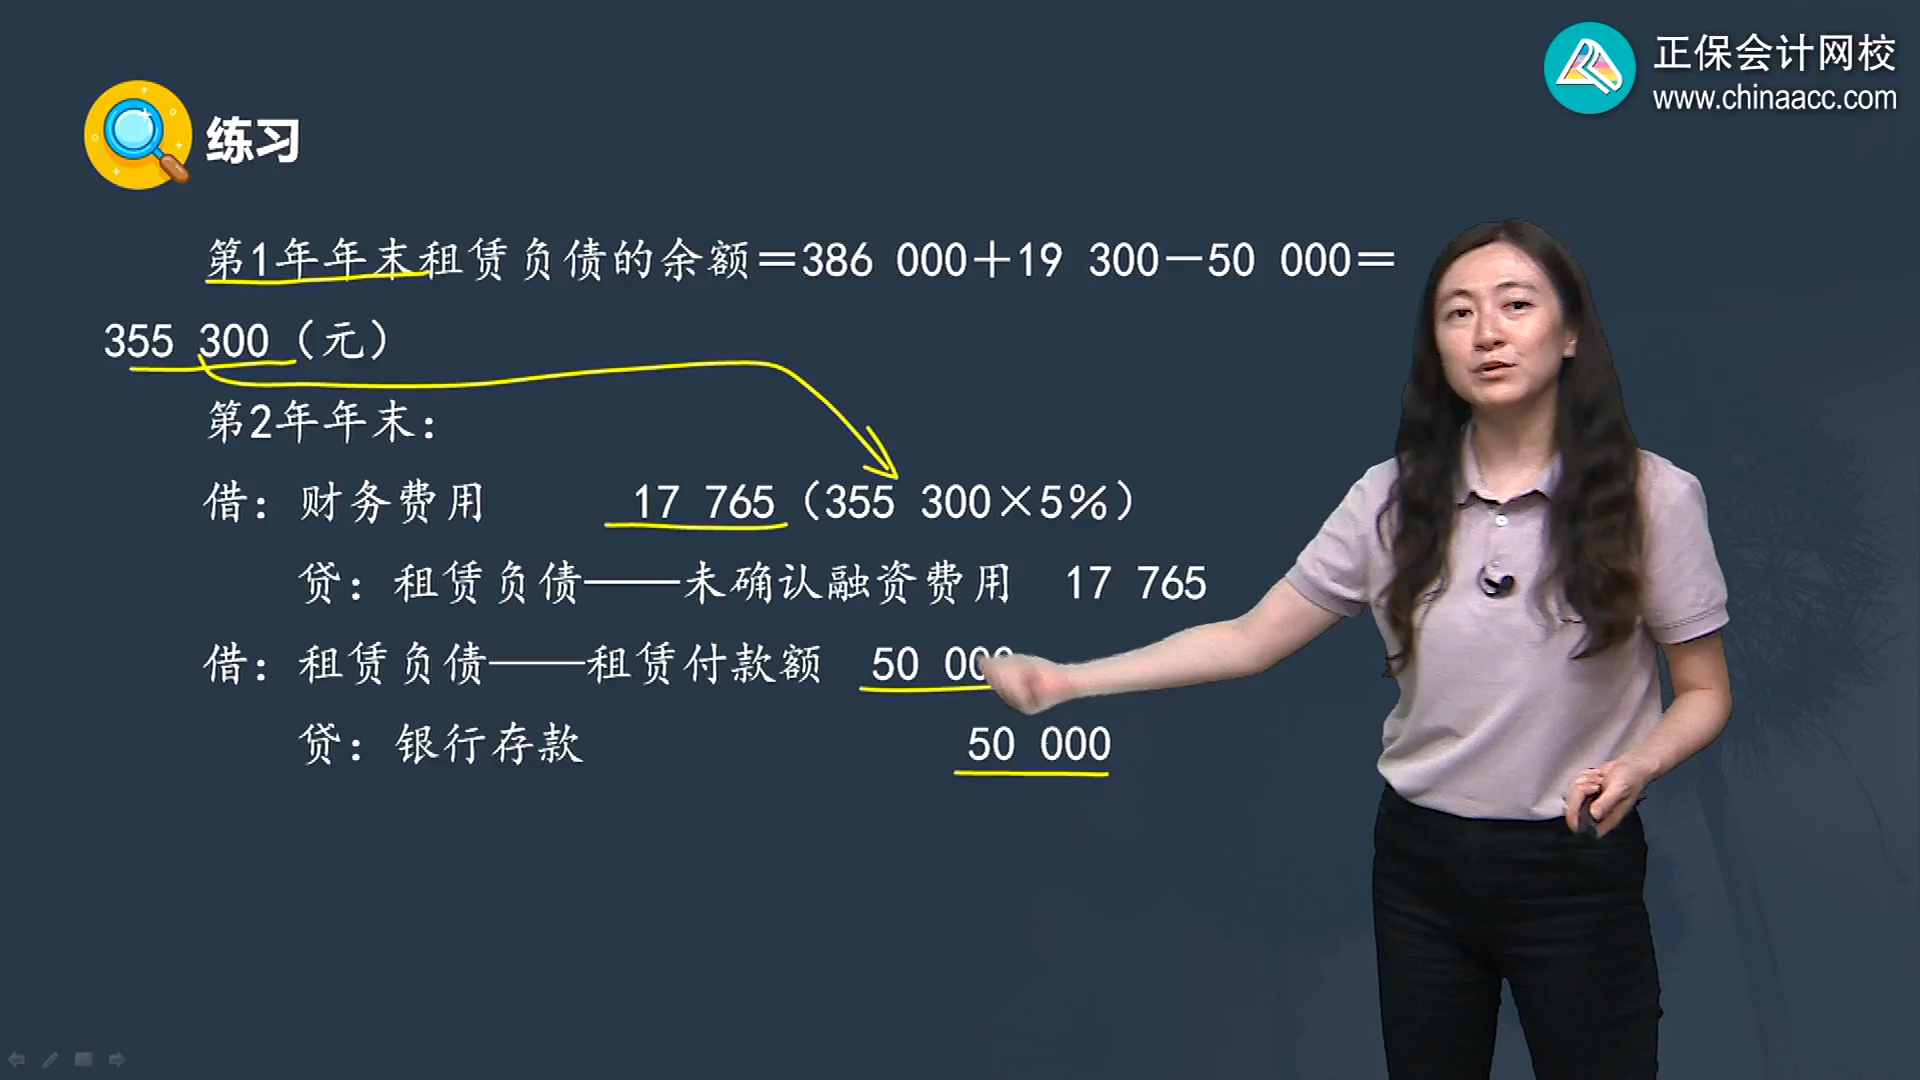 正保会计网校
www.chinaacc.com
练习
第1年年末租赁负债的余额＝386 000＋19 300－50 000＝
355 300（元）
第2年年末：
借：财务费用 17 765（355 300×5％）
贷：租赁负债——未确认融资费用 17 765
借：租赁负债——租赁付款额 50 000
贷：银行存款 50 000